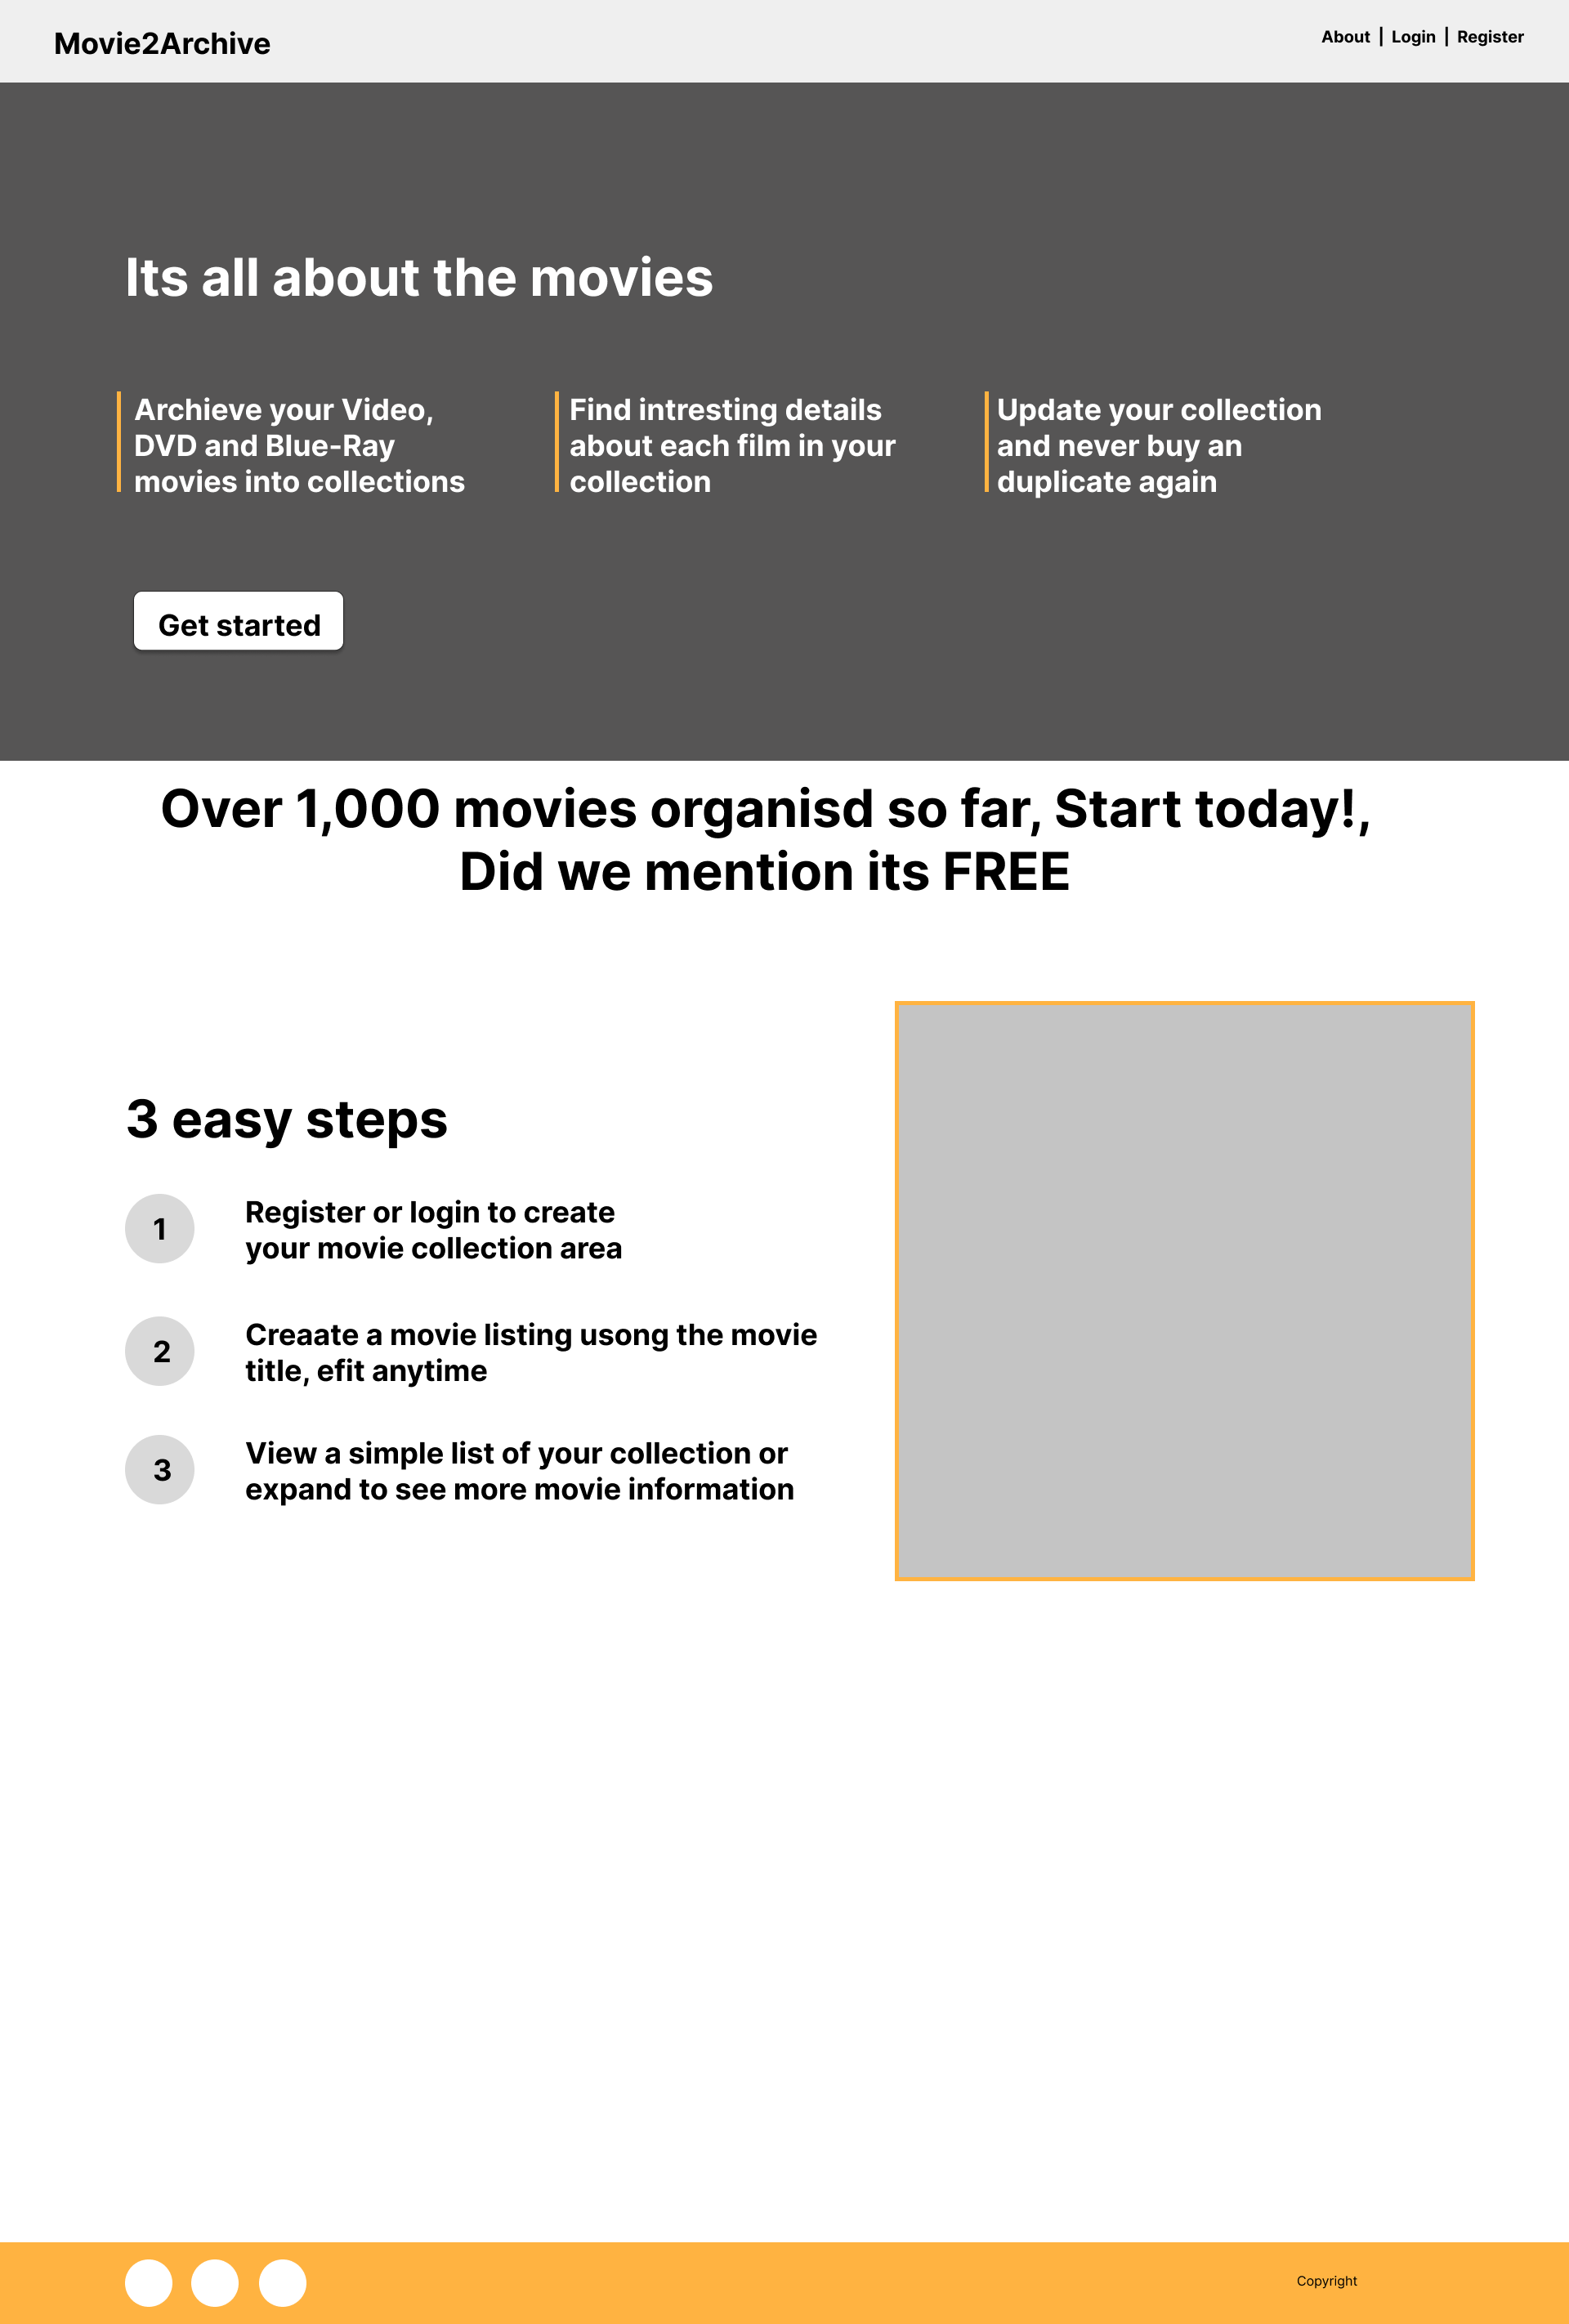 Movie2Archive
About | Login | Register
Its all about the movies
Archieve your Video,
DVD and Blue-Ray
movies into collections
Find intresting details
about each film in your
collection
Update your collection
and never buy an
duplicate again
Get started
Over 1,000 movies organisd so far, Start today!,
Did we mention its FREE
3 easy steps
1
Register or login to create
your movie collection area
2
Creaate a movie listing usong the movie
title, efit anytime
3
View a simple list of your collection or
expand to see more movie information
Copyright